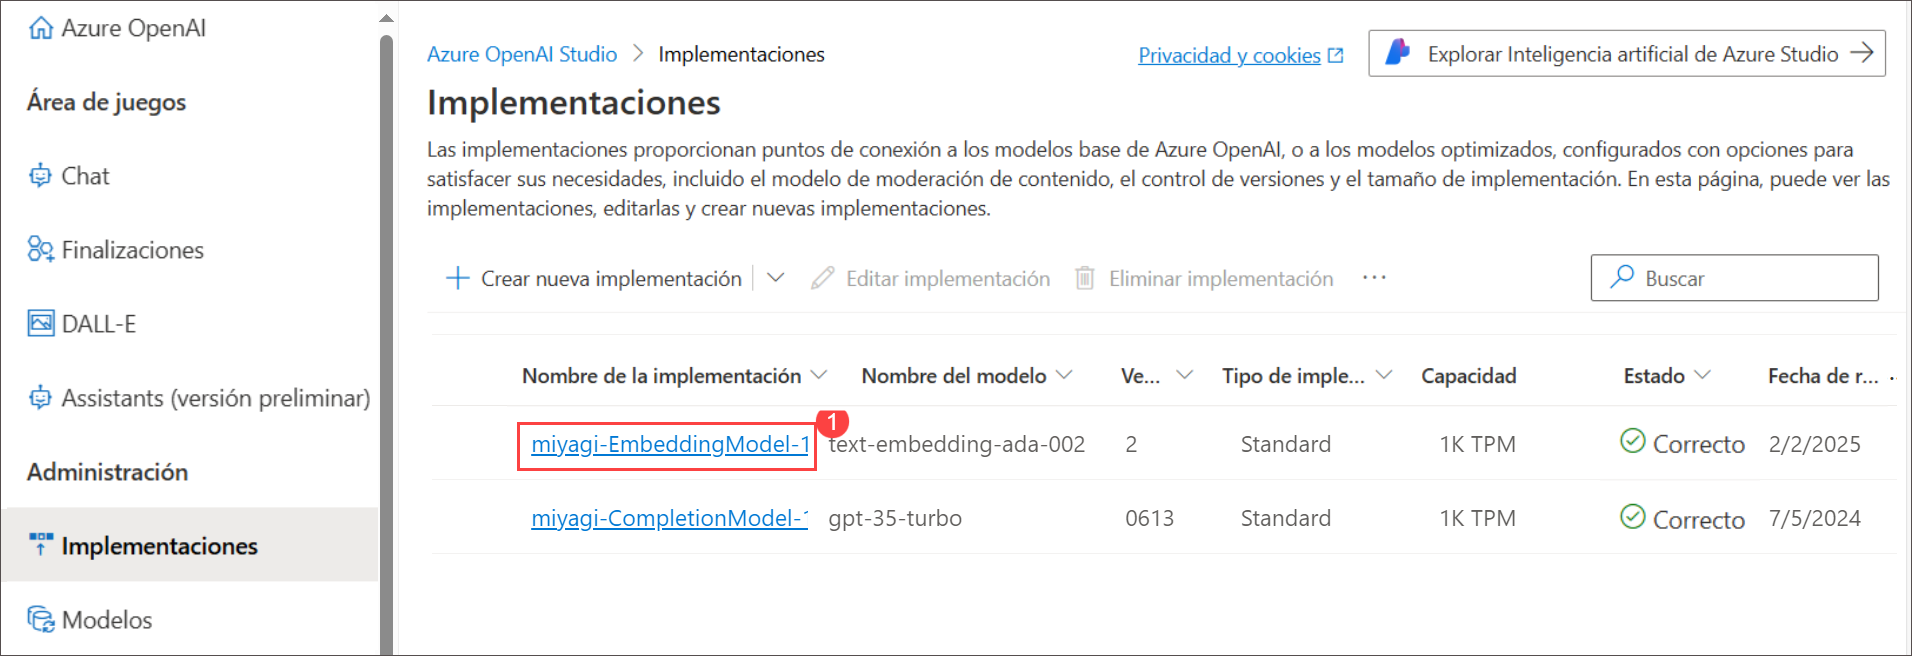 Azure OpenAI
Área de juegos
Chat
Finalizaciones
DALL-E
Assistants (versión preliminar)
Administración
Implementaciones
Modelos
Azure OpenAI Studio > Implementaciones
Privacidad y cookies
Explorar Inteligencia artificial de Azure Studio
Implementaciones
Las implementaciones proporcionan puntos de conexión a los modelos base de Azure OpenAI, o a los modelos optimizados, configurados con opciones para
satisfacer sus necesidades, incluido el modelo de moderación de contenido, el control de versiones y el tamaño de implementación. En esta página, puede ver las
implementaciones, editarlas y crear nuevas implementaciones.
Crear nueva implementación Editar implementación Eliminar implementación ... Buscar
Nombre de la implementación Nombre del modelo Ve... Tipo de imple... Capacidad Estado Fecha de r...
1
miyagi-EmbeddingModel-1 text-embedding-ada-002 2 Standard 1K TPM Correcto 2/2/2025
miyagi-CompletionModel-1 gpt-35-turbo 0613 Standard 1K TPM Correcto 7/5/2024